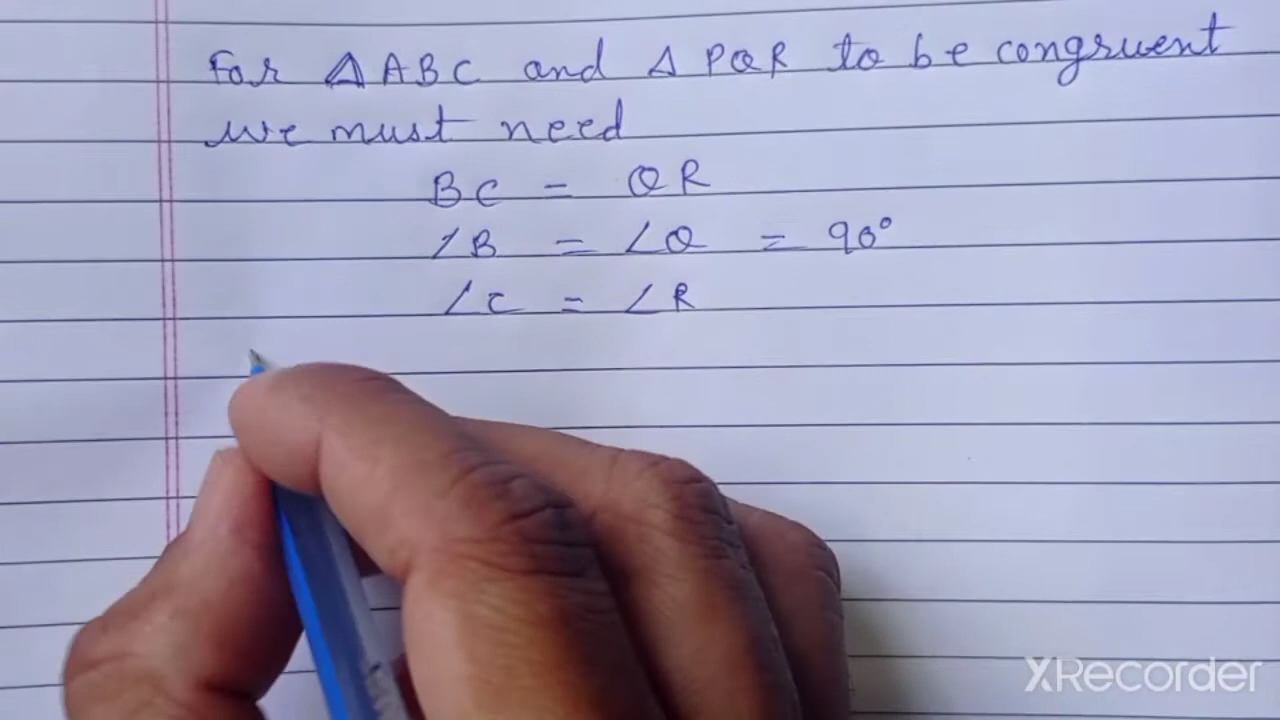 For △ABC and △PQR to be congruent
we must need
BC = QR
∠B = ∠Q = 90°
∠C = ∠R
XRecorder